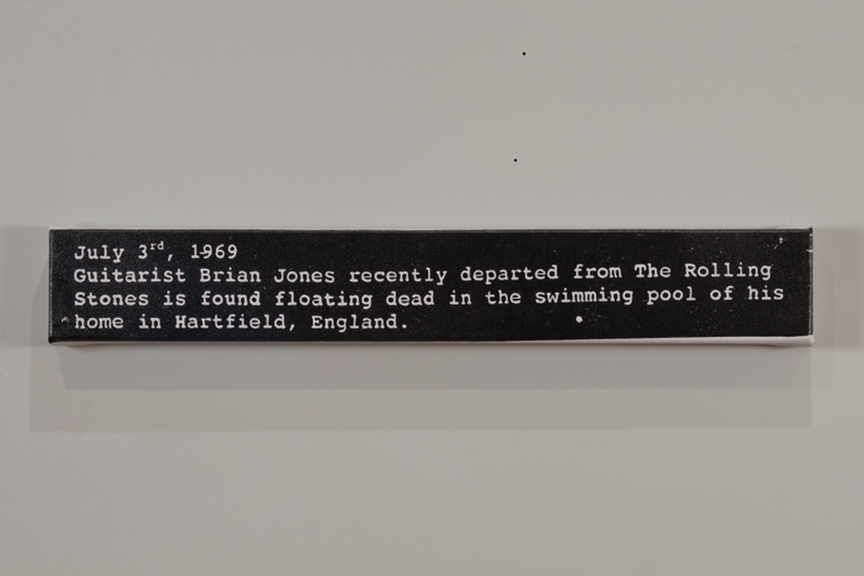 July 3rd, 1969
Guitarist Brian Jones recently departed from The Rolling
Stones is found floating dead in the swimming pool of his
home in Hartfield, England.